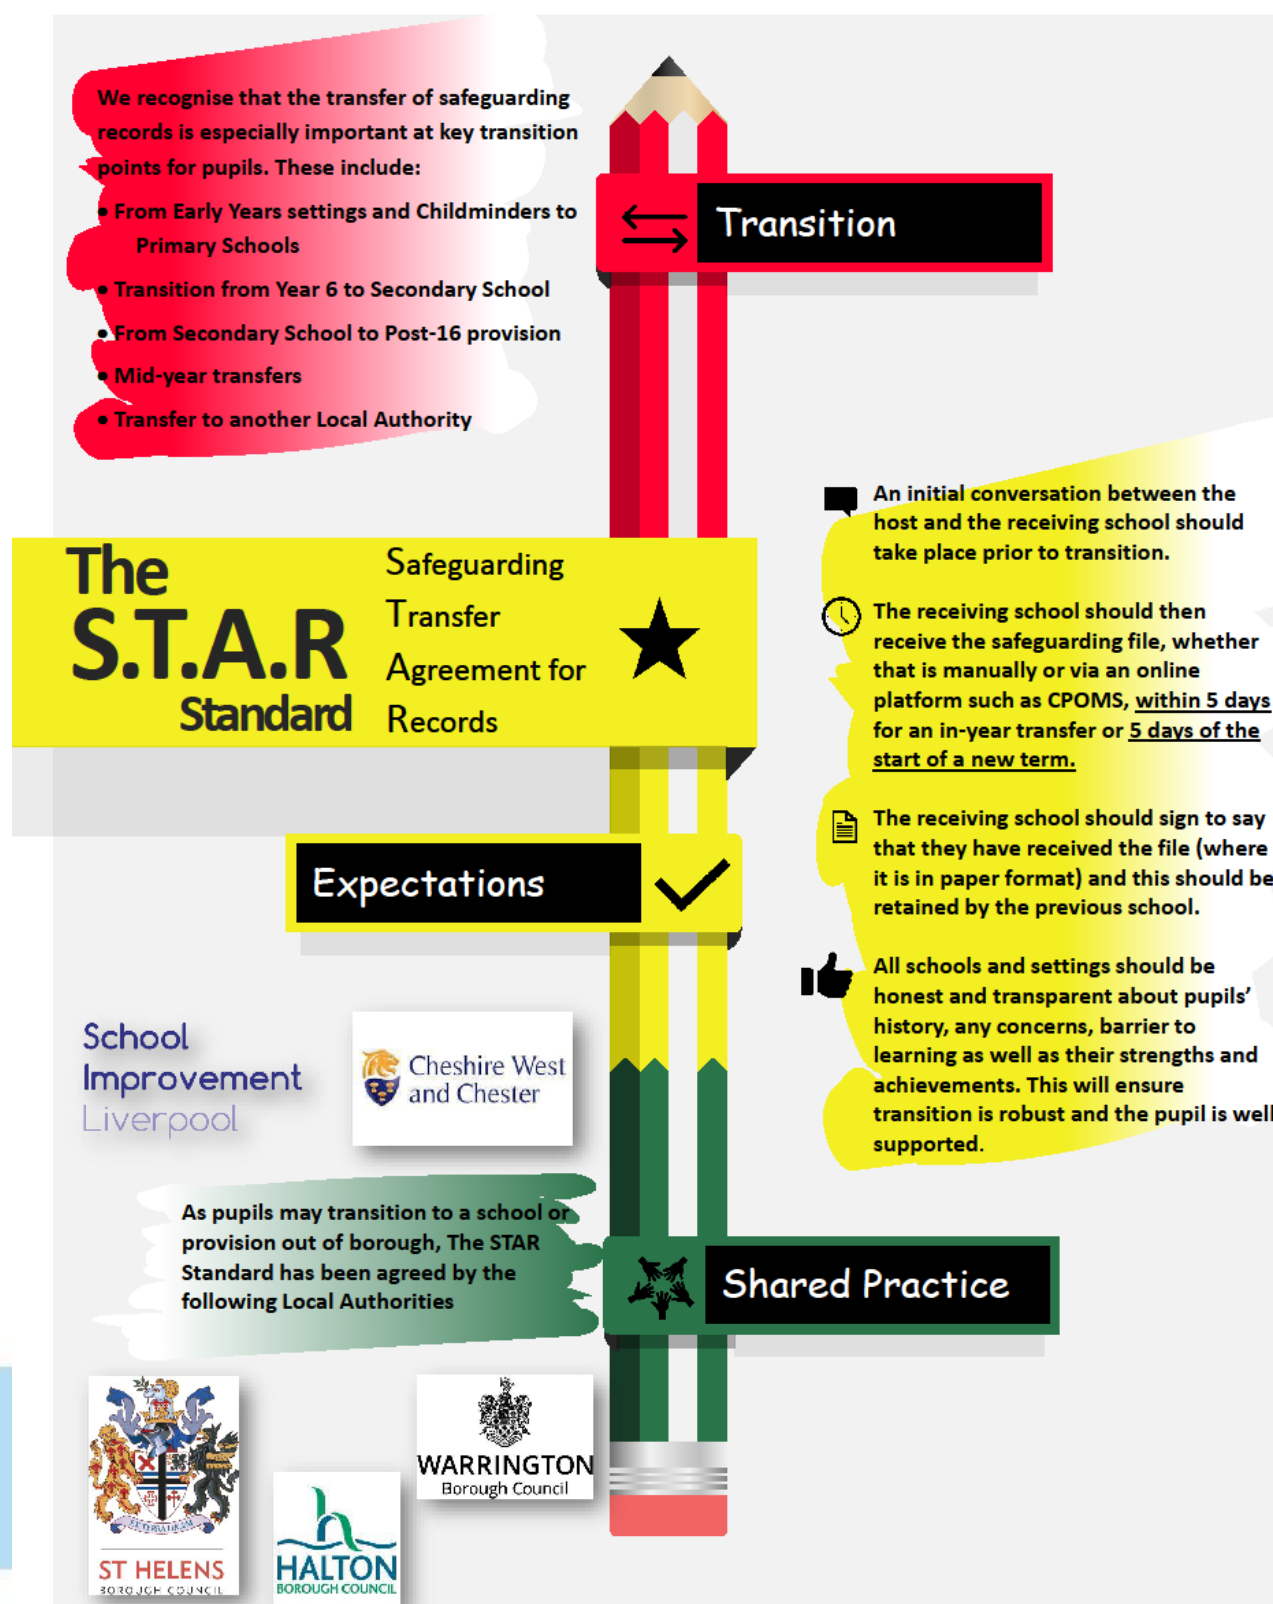 We recognise that the transfer of safeguarding
records is especially important at key transition
points for pupils. These include:
• From Early Years settings and Childminders to
Primary Schools
• Transition from Year 6 to Secondary School
• From Secondary School to Post-16 provision
• Mid-year transfers
• Transfer to another Local Authority
Transition
The
S.T.A.R
Standard
Safeguarding
Transfer
Agreement for
Records
An initial conversation between the
host and the receiving school should
take place prior to transition.
The receiving school should then
receive the safeguarding file, whether
that is manually or via an online
platform such as CPOMS, within 5 days
for an in-year transfer or 5 days of the
start of a new term.
The receiving school should sign to say
that they have received the file (where
it is in paper format) and this should be
retained by the previous school.
All schools and settings should be
honest and transparent about pupils’
history, any concerns, barrier to
learning as well as their strengths and
achievements. This will ensure
transition is robust and the pupil is well
supported.
Expectations
School
Improvement
Liverpool
Cheshire West
and Chester
As pupils may transition to a school or
provision out of borough, The STAR
Standard has been agreed by the
following Local Authorities
Shared Practice
ST HELENS
BOROUGH COUNCIL
HALTON
BOROUGH COUNCIL
WARRINGTON
Borough Council